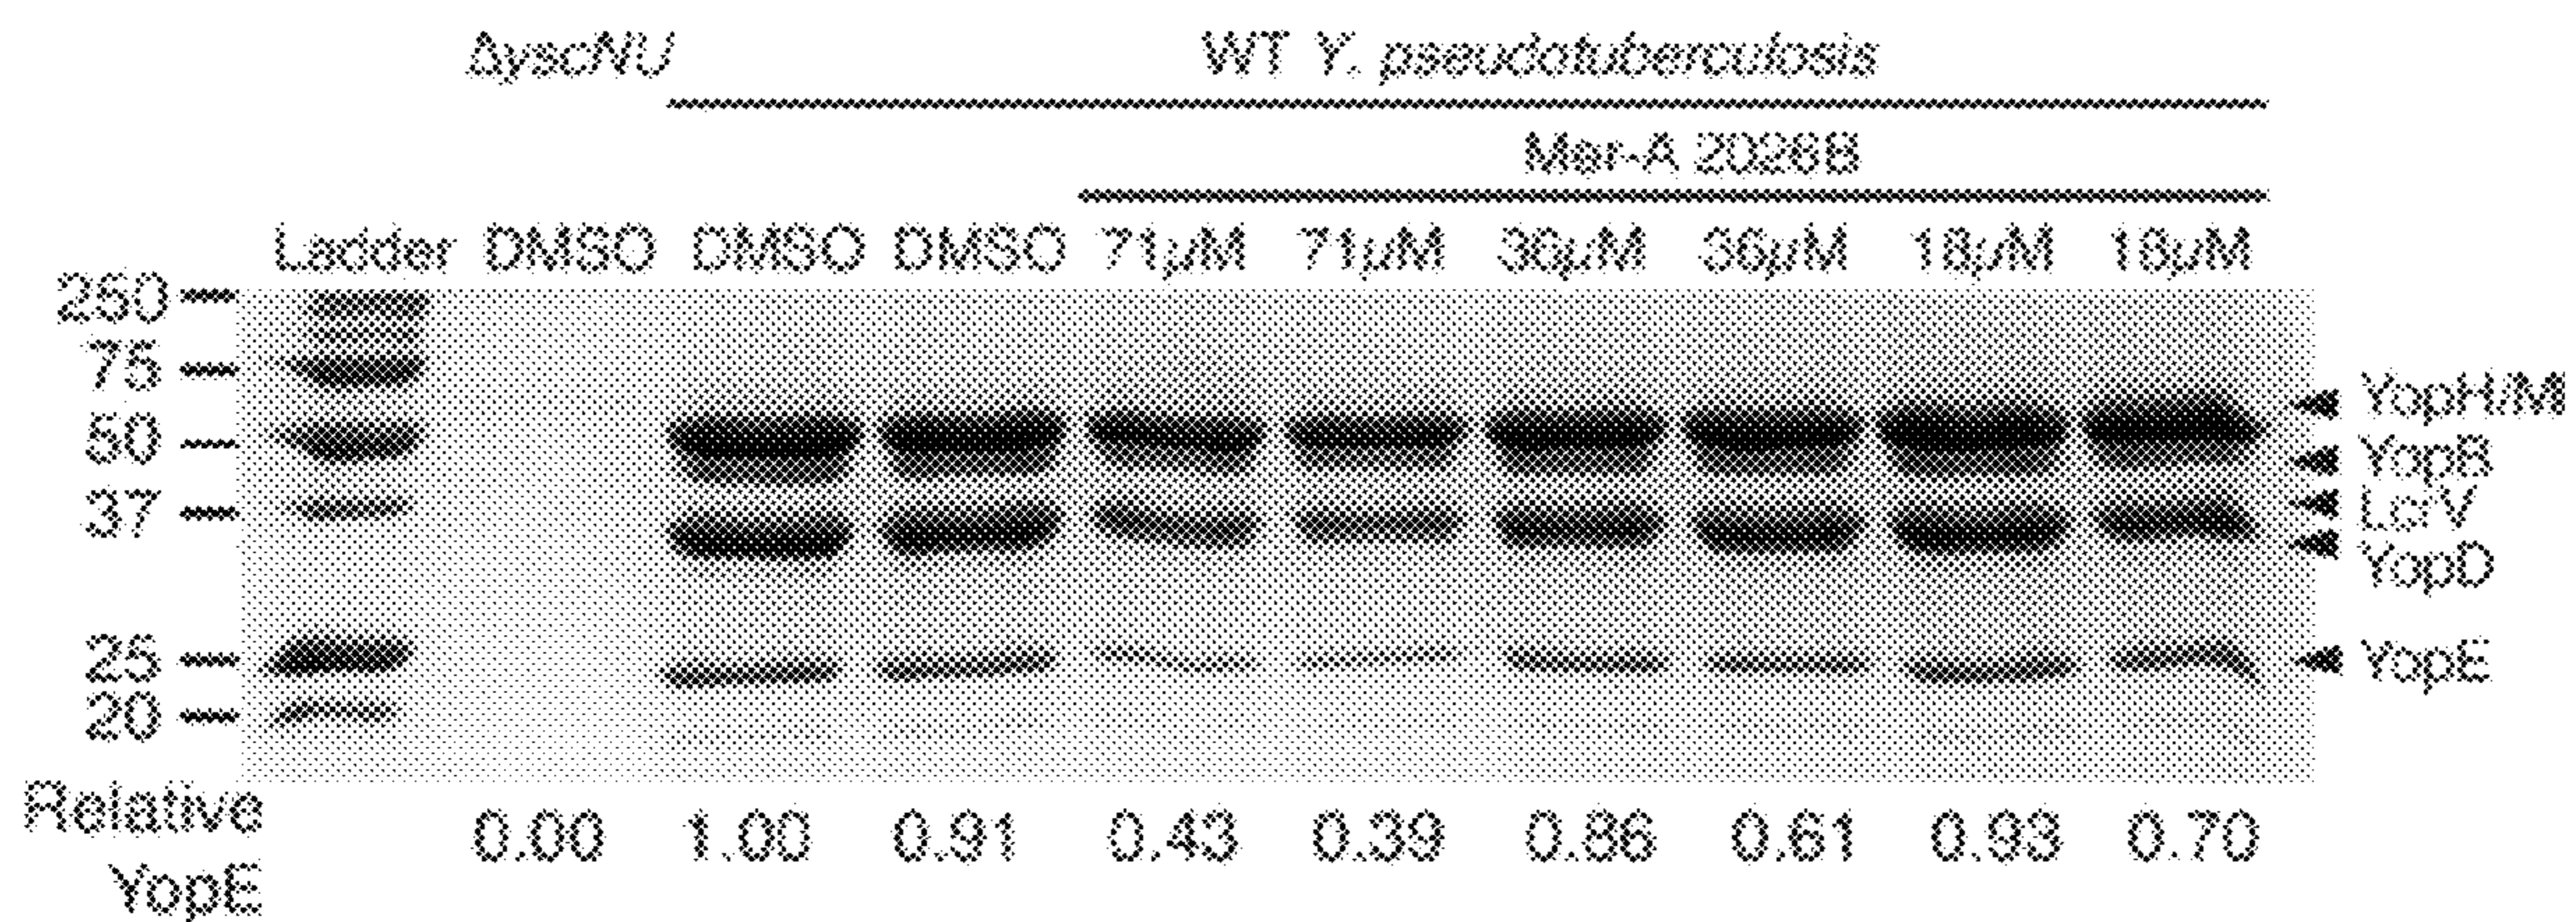 ΔyscNU
WT Y. pseudotuberculosis
Mer-A 2026B
Ladder DMSO DMSO DMSO 71μM 71μM 36μM 36μM 18μM 18μM
250
75
50
37
25
20
YopH/M
YopB
LcrV
YopD
YopE
Relative YopE 0.00 1.00 0.91 0.43 0.39 0.86 0.61 0.93 0.70